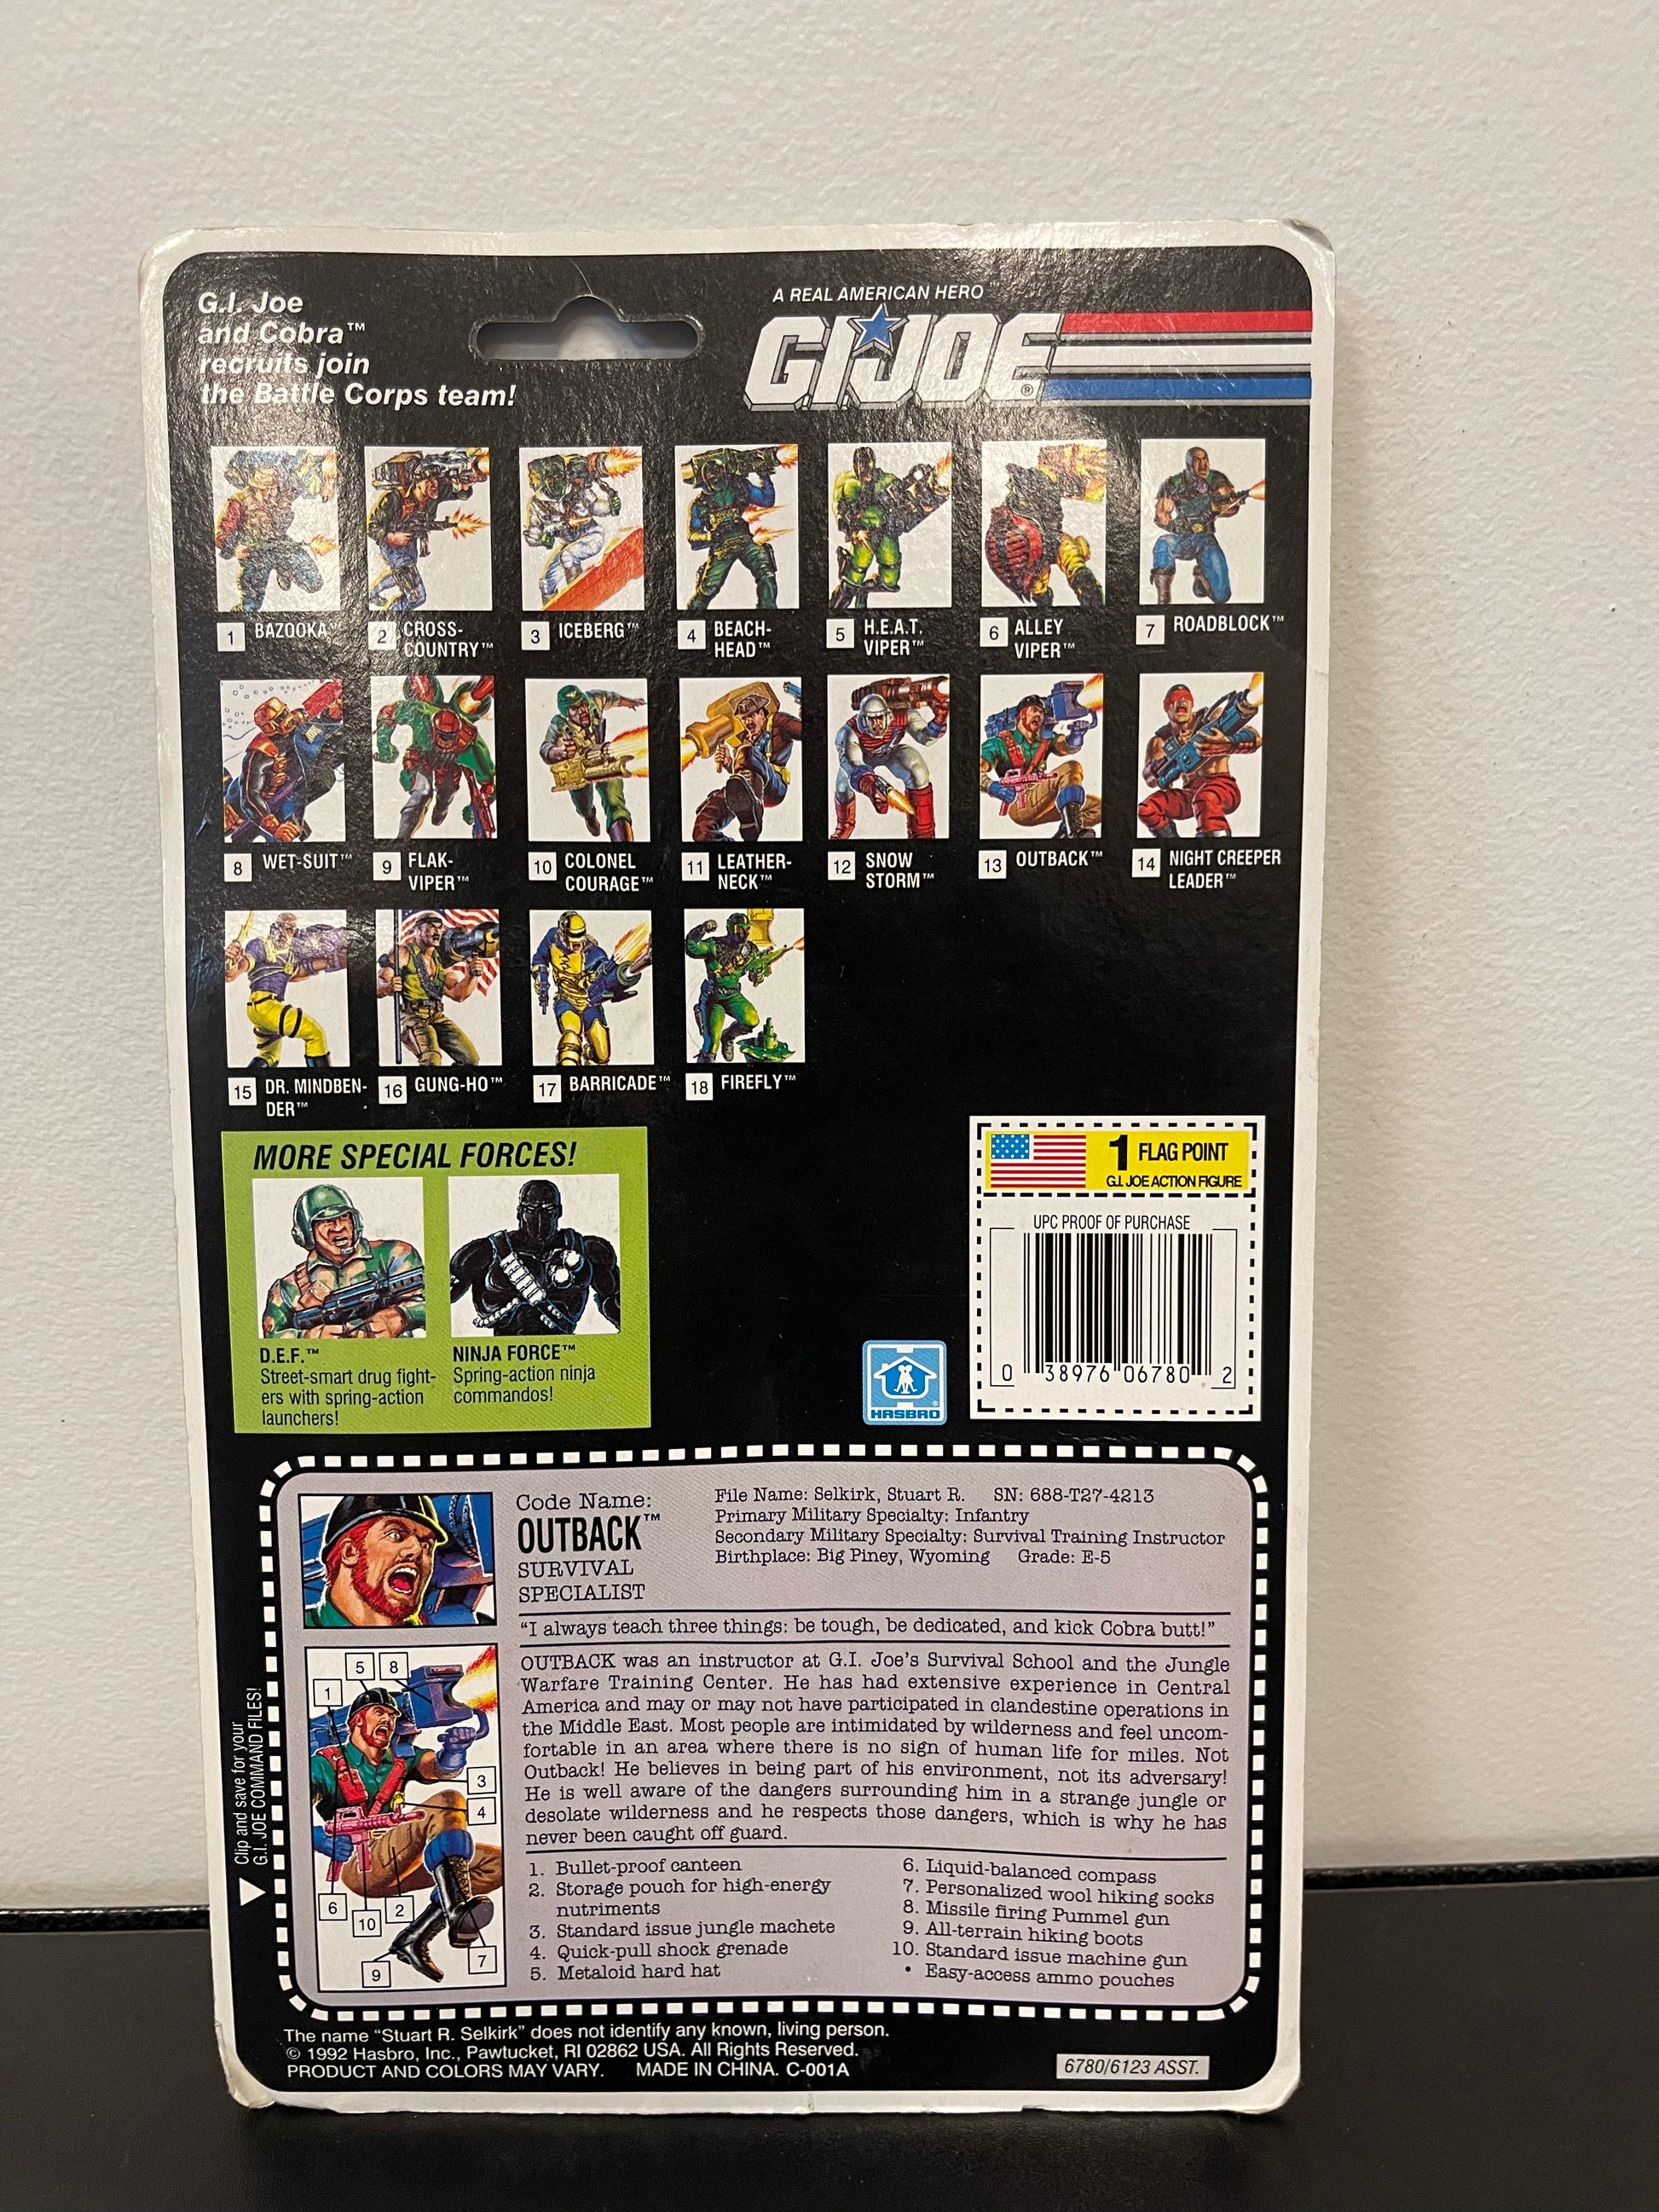 G.I. Joe
and Cobra™
recruits join
the Battle Corps team!
A REAL AMERICAN HERO™
G.I. JOE®
1 BAZOOKA™
2 CROSS-
COUNTRY™
3 ICEBERG™
4 BEACH-
HEAD™
5 H.E.A.T.
VIPER™
6 ALLEY
VIPER™
7 ROADBLOCK™
8 WET-SUIT™
9 FLAK-
VIPER™
10 COLONEL
COURAGE™
11 LEATHER-
NECK™
12 SNOW
STORM™
13 OUTBACK™
14 NIGHT CREEPER
LEADER™
15 DR. MINDBEN-
DER™
16 GUNG-HO™
17 BARRICADE™
18 FIREFLY™
MORE SPECIAL FORCES!
D.E.F.™
Street-smart drug fight-
ers with spring-action
launchers!
NINJA FORCE™
Spring-action ninja
commandos!
HASBRO®
1 FLAG POINT
G.I. JOE ACTION FIGURE
UPC PROOF OF PURCHASE
0 38976 06780 2
Clip and save for your
G.I. JOE COMMAND FILES!
Code Name:
OUTBACK™
SURVIVAL
SPECIALIST
File Name: Selkirk, Stuart R. SN: 688-T27-4213
Primary Military Specialty: Infantry
Secondary Military Specialty: Survival Training Instructor
Birthplace: Big Piney, Wyoming Grade: E-5
“I always teach three things: be tough, be dedicated, and kick Cobra butt!”
OUTBACK was an instructor at G.I. Joe’s Survival School and the Jungle
Warfare Training Center. He has had extensive experience in Central
America and may or may not have participated in clandestine operations in
the Middle East. Most people are intimidated by wilderness and feel uncom-
fortable in an area where there is no sign of human life for miles. Not
Outback! He believes in being part of his environment, not its adversary!
He is well aware of the dangers surrounding him in a strange jungle or
desolate wilderness and he respects those dangers, which is why he has
never been caught off guard.
5 8
1
3
4
6
10
2
7
9
1. Bullet-proof canteen
2. Storage pouch for high-energy
nutriments
3. Standard issue jungle machete
4. Quick-pull shock grenade
5. Metaloid hard hat
6. Liquid-balanced compass
7. Personalized wool hiking socks
8. Missile firing Pummel gun
9. All-terrain hiking boots
10. Standard issue machine gun
• Easy-access ammo pouches
The name “Stuart R. Selkirk” does not identify any known, living person.
© 1992 Hasbro, Inc., Pawtucket, RI 02862 USA. All Rights Reserved.
PRODUCT AND COLORS MAY VARY. MADE IN CHINA. C-001A
6780/6123 ASST.